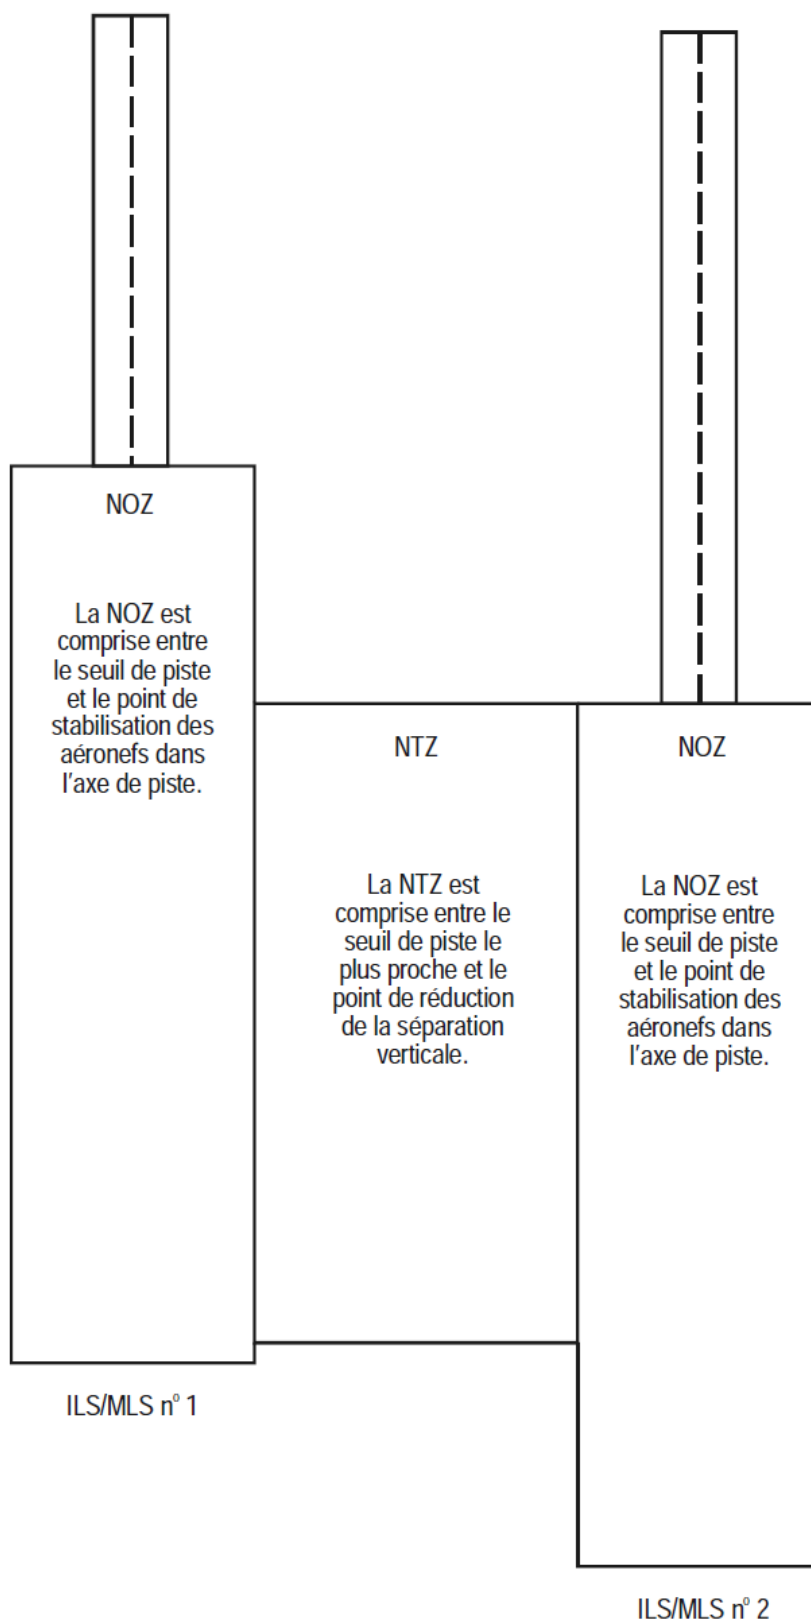 NOZ
La NOZ est
comprise entre
le seuil de piste
et le point de
stabilisation des
aéronefs dans
l'axe de piste.
NTZ
La NTZ est
comprise entre le
seuil de piste le
plus proche et le
point de réduction
de la séparation
verticale.
NOZ
La NOZ est
comprise entre
le seuil de piste
et le point de
stabilisation des
aéronefs dans
l'axe de piste.
ILS/MLS nº 1
ILS/MLS nº 2